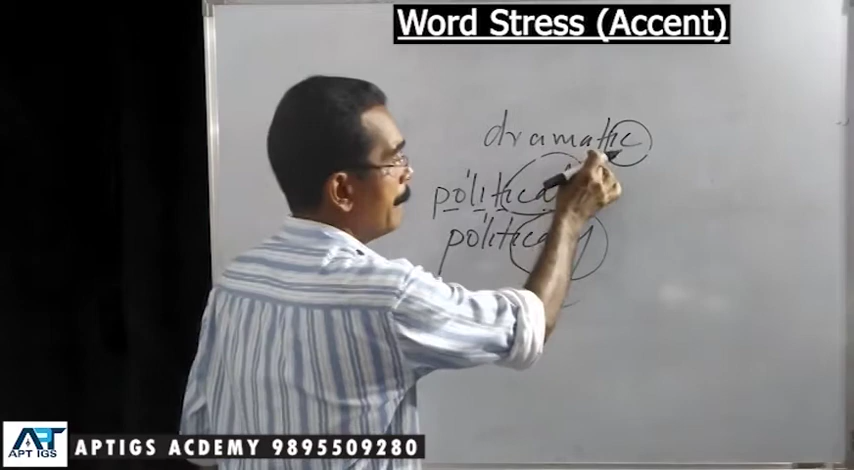 Word Stress (Accent)
dramatic
political
politically
APT IGS
APTIGS ACDEMY 9895509280